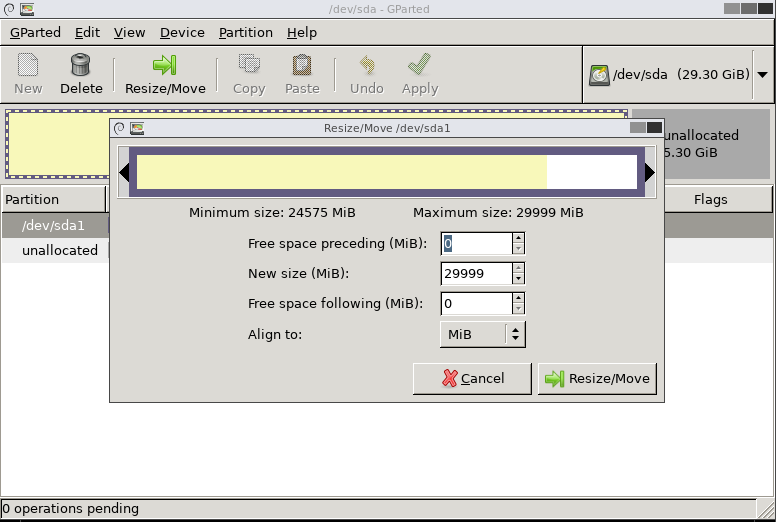 /dev/sda - GParted
GParted Edit View Device Partition Help
New Delete Resize/Move Copy Paste Undo Apply
/dev/sda (29.30 GiB)
Resize/Move /dev/sda1
unallocated
5.30 GiB
Minimum size: 24575 MiB Maximum size: 29999 MiB
Partition Flags
/dev/sda1
unallocated
Free space preceding (MiB): 0
New size (MiB): 29999
Free space following (MiB): 0
Align to: MiB
Cancel Resize/Move
0 operations pending